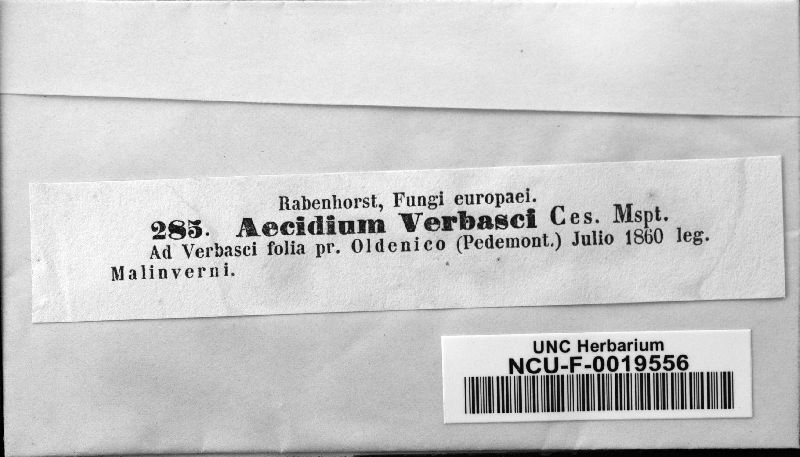 Rabenhorst, Fungi europaei.
285. Aecidium Verbasci Ces. Mspt.
Ad Verbasci folia pr. Oldenico (Pedemont.) Julio 1860 leg.
Malinverni.
UNC Herbarium
NCU-F-0019556